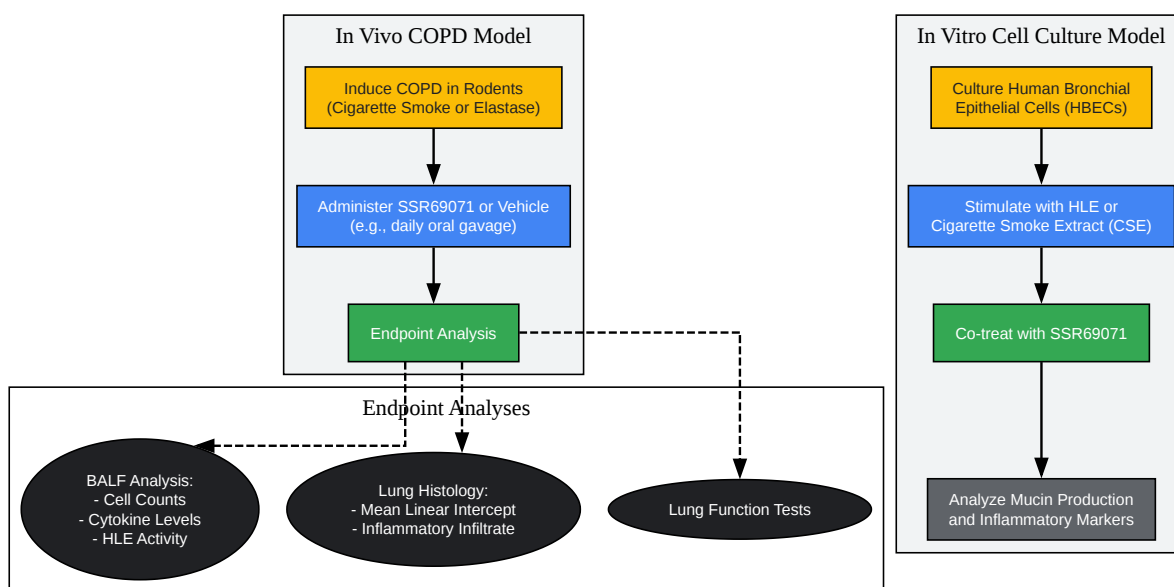 In Vivo COPD Model
Induce COPD in Rodents
(Cigarette Smoke or Elastase)
Administer SSR69071 or Vehicle
(e.g., daily oral gavage)
Endpoint Analysis
Endpoint Analyses
BALF Analysis:
- Cell Counts
- Cytokine Levels
- HLE Activity
Lung Histology:
- Mean Linear Intercept
- Inflammatory Infiltrate
Lung Function Tests
In Vitro Cell Culture Model
Culture Human Bronchial
Epithelial Cells (HBECs)
Stimulate with HLE or
Cigarette Smoke Extract (CSE)
Co-treat with SSR69071
Analyze Mucin Production
and Inflammatory Markers